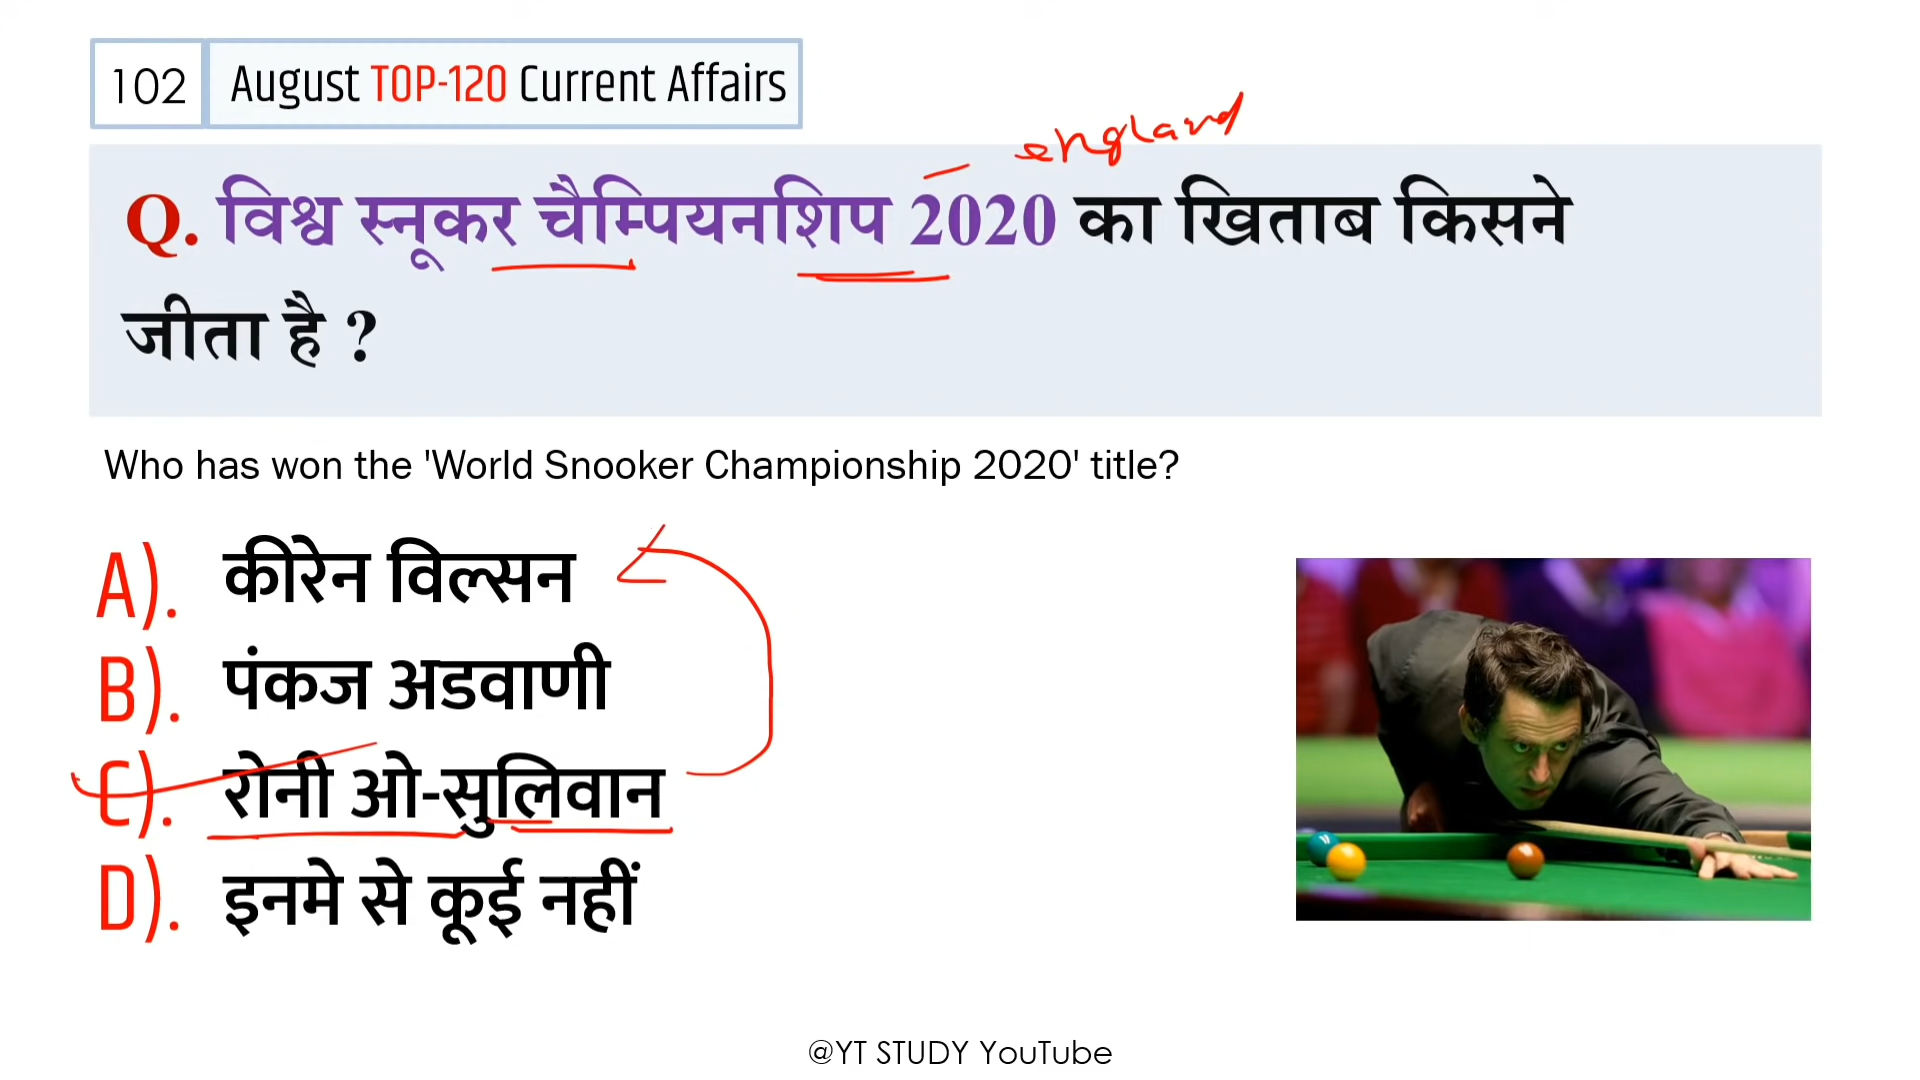 102 August TOP-120 Current Affairs
england
Q. विश्व स्नूकर चैम्पियनशिप 2020 का खिताब किसने
जीता है ?
Who has won the 'World Snooker Championship 2020' title?
A). कीरेन विल्सन
B). पंकज अडवाणी
C). रोनी ओ-सुलिवान
D). इनमे से कूई नहीं
@YT STUDY YouTube